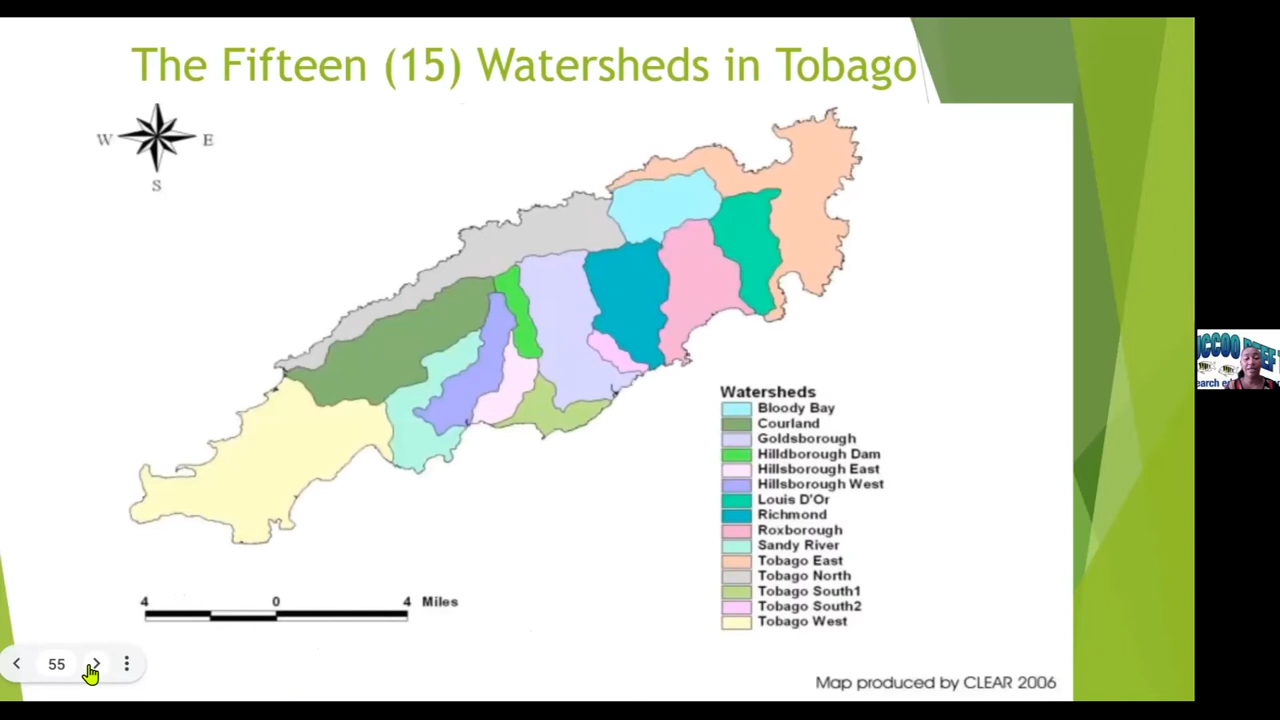 The Fifteen (15) Watersheds in Tobago
W E
S
Watersheds
Bloody Bay
Courland
Goldsborough
Hilldborough Dam
Hillsborough East
Hillsborough West
Louis D'Or
Richmond
Roxborough
Sandy River
Tobago East
Tobago North
Tobago South1
Tobago South2
Tobago West
4 0 4 Miles
55
Map produced by CLEAR 2006